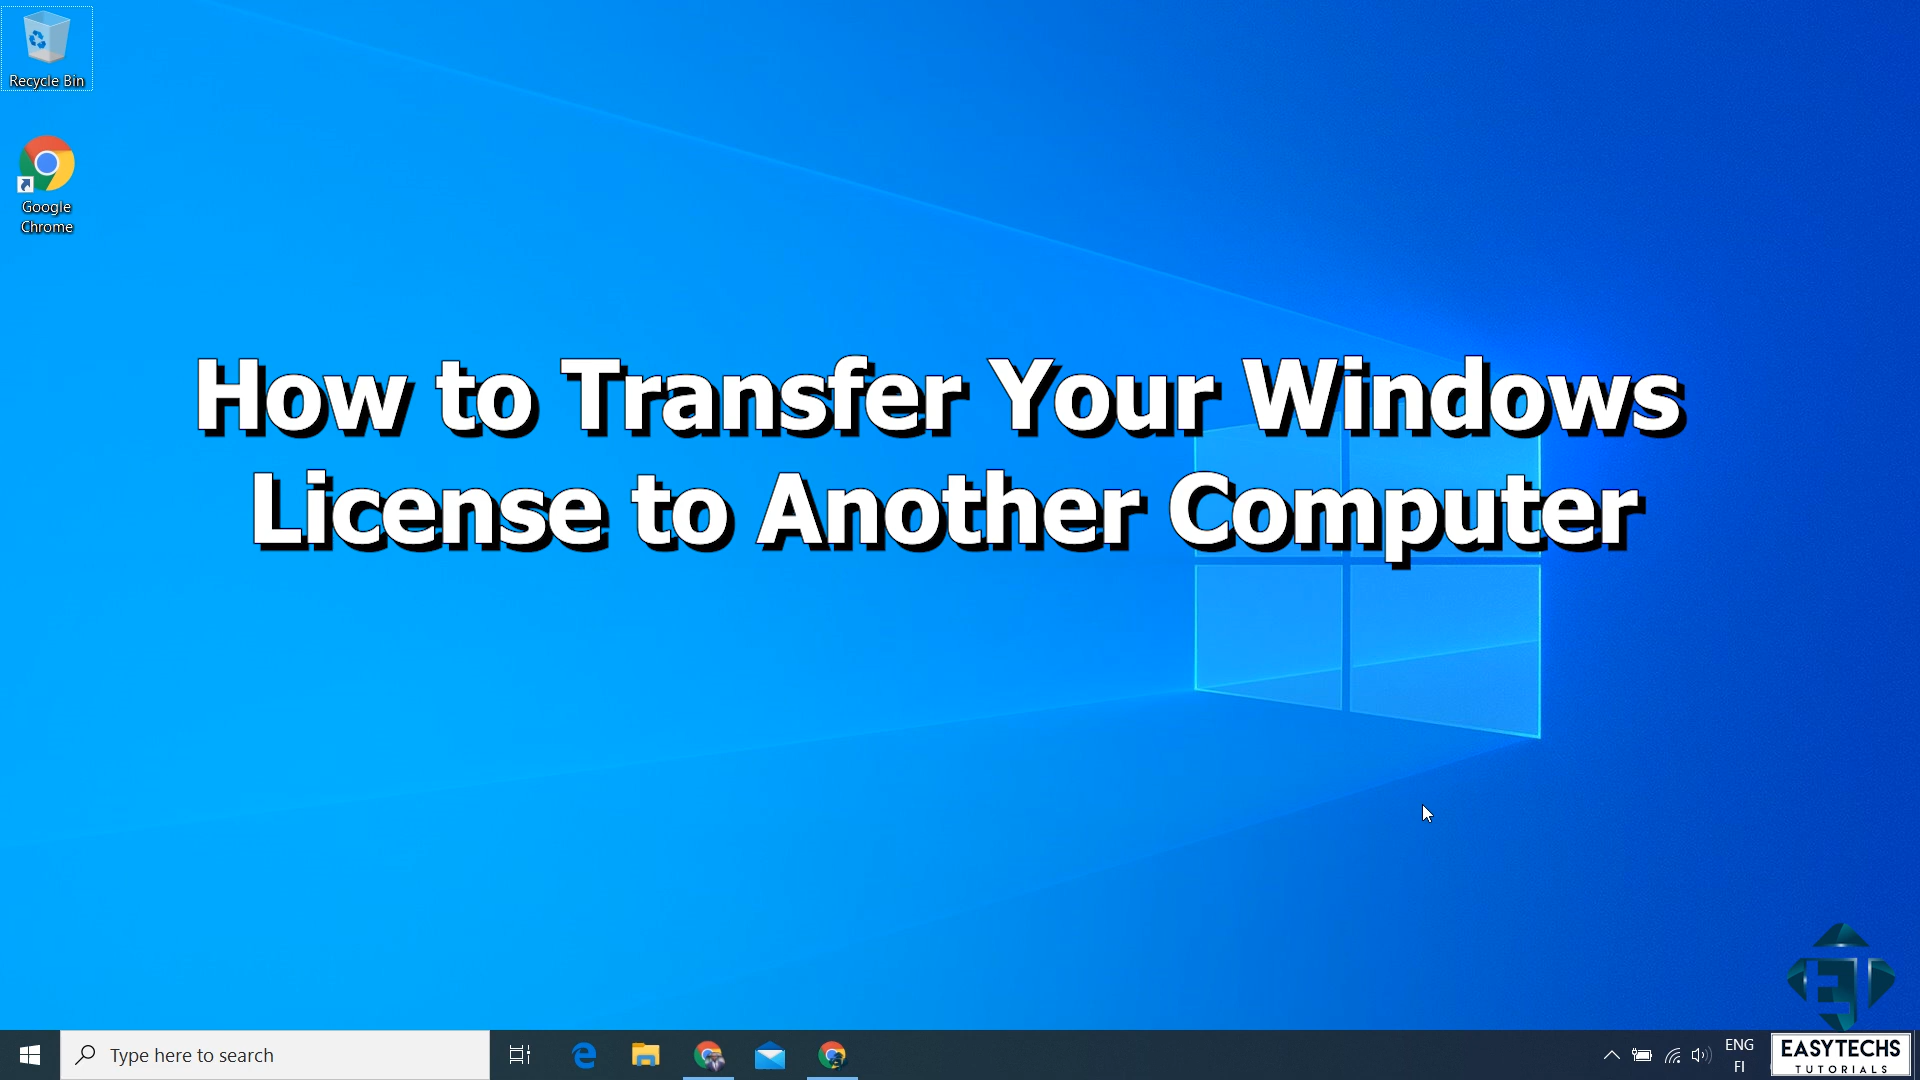 Recycle Bin
Google
Chrome
How to Transfer Your Windows
License to Another Computer
Type here to search
ENG
FI
ET
EASYTECHS
TUTORIALS